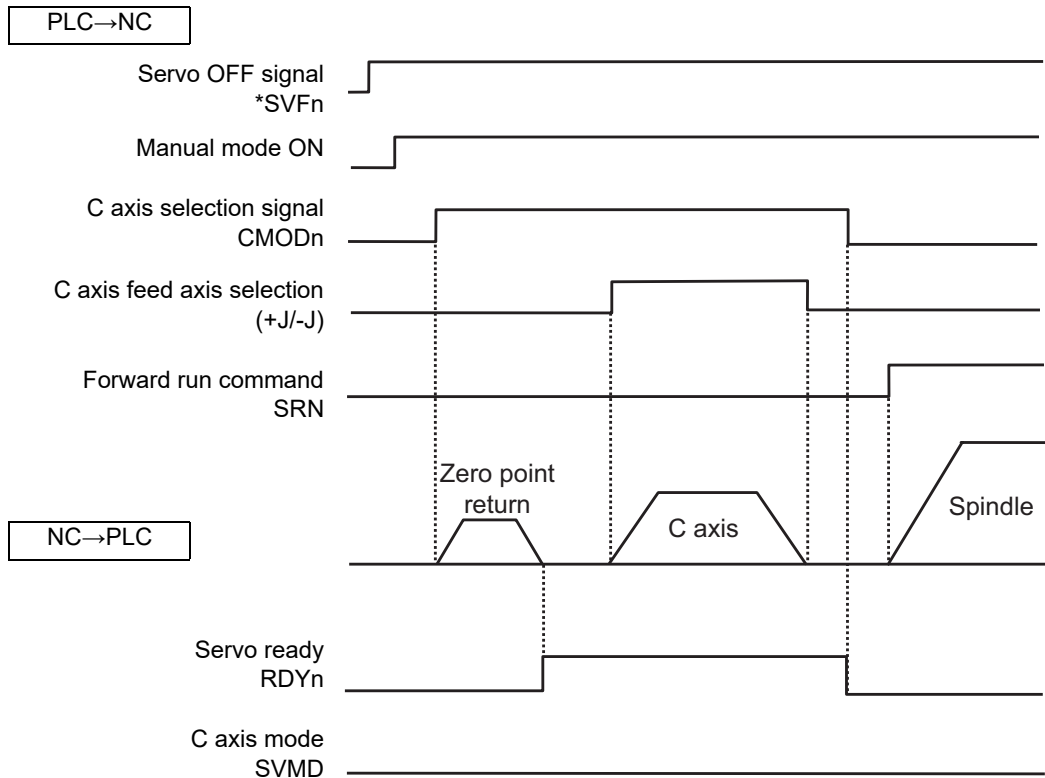 PLC→NC
Servo OFF signal
*SVFn
Manual mode ON
C axis selection signal
CMODn
C axis feed axis selection
(+J/-J)
Forward run command
SRN
Zero point
return
C axis
Spindle
NC→PLC
Servo ready
RDYn
C axis mode
SVMD